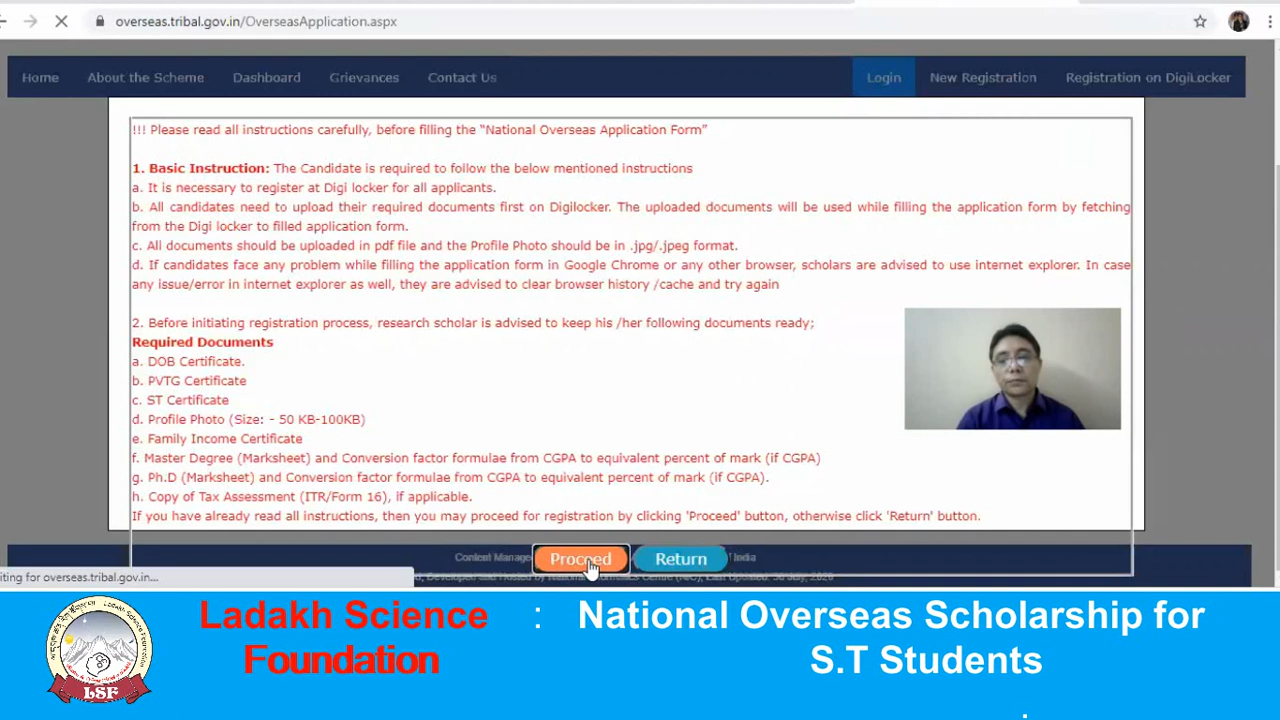 overseas.tribal.gov.in/OverseasApplication.aspx
Home About the Scheme Dashboard Grievances Contact Us Login New Registration Registration on DigiLocker
!!! Please read all instructions carefully, before filling the “National Overseas Application Form”
1. Basic Instruction: The Candidate is required to follow the below mentioned instructions
a. It is necessary to register at Digi locker for all applicants.
b. All candidates need to upload their required documents first on Digilocker. The uploaded documents will be used while filling the application form by fetching
from the Digi locker to filled application form.
c. All documents should be uploaded in pdf file and the Profile Photo should be in .jpg/.jpeg format.
d. If candidates face any problem while filling the application form in Google Chrome or any other browser, scholars are advised to use internet explorer. In case
any issue/error in internet explorer as well, they are advised to clear browser history /cache and try again
2. Before initiating registration process, research scholar is advised to keep his /her following documents ready;
Required Documents
a. DOB Certificate.
b. PVTG Certificate
c. ST Certificate
d. Profile Photo (Size: - 50 KB-100KB)
e. Family Income Certificate
f. Master Degree (Marksheet) and Conversion factor formulae from CGPA to equivalent percent of mark (if CGPA)
g. Ph.D (Marksheet) and Conversion factor formulae from CGPA to equivalent percent of mark (if CGPA).
h. Copy of Tax Assessment (ITR/Form 16), if applicable.
If you have already read all instructions, then you may proceed for registration by clicking 'Proceed' button, otherwise click 'Return' button.
Content Manage
Proceed Return
iting for overseas.tribal.gov.in...
Ladakh Science : National Overseas Scholarship for
Foundation S.T Students
.
LSF